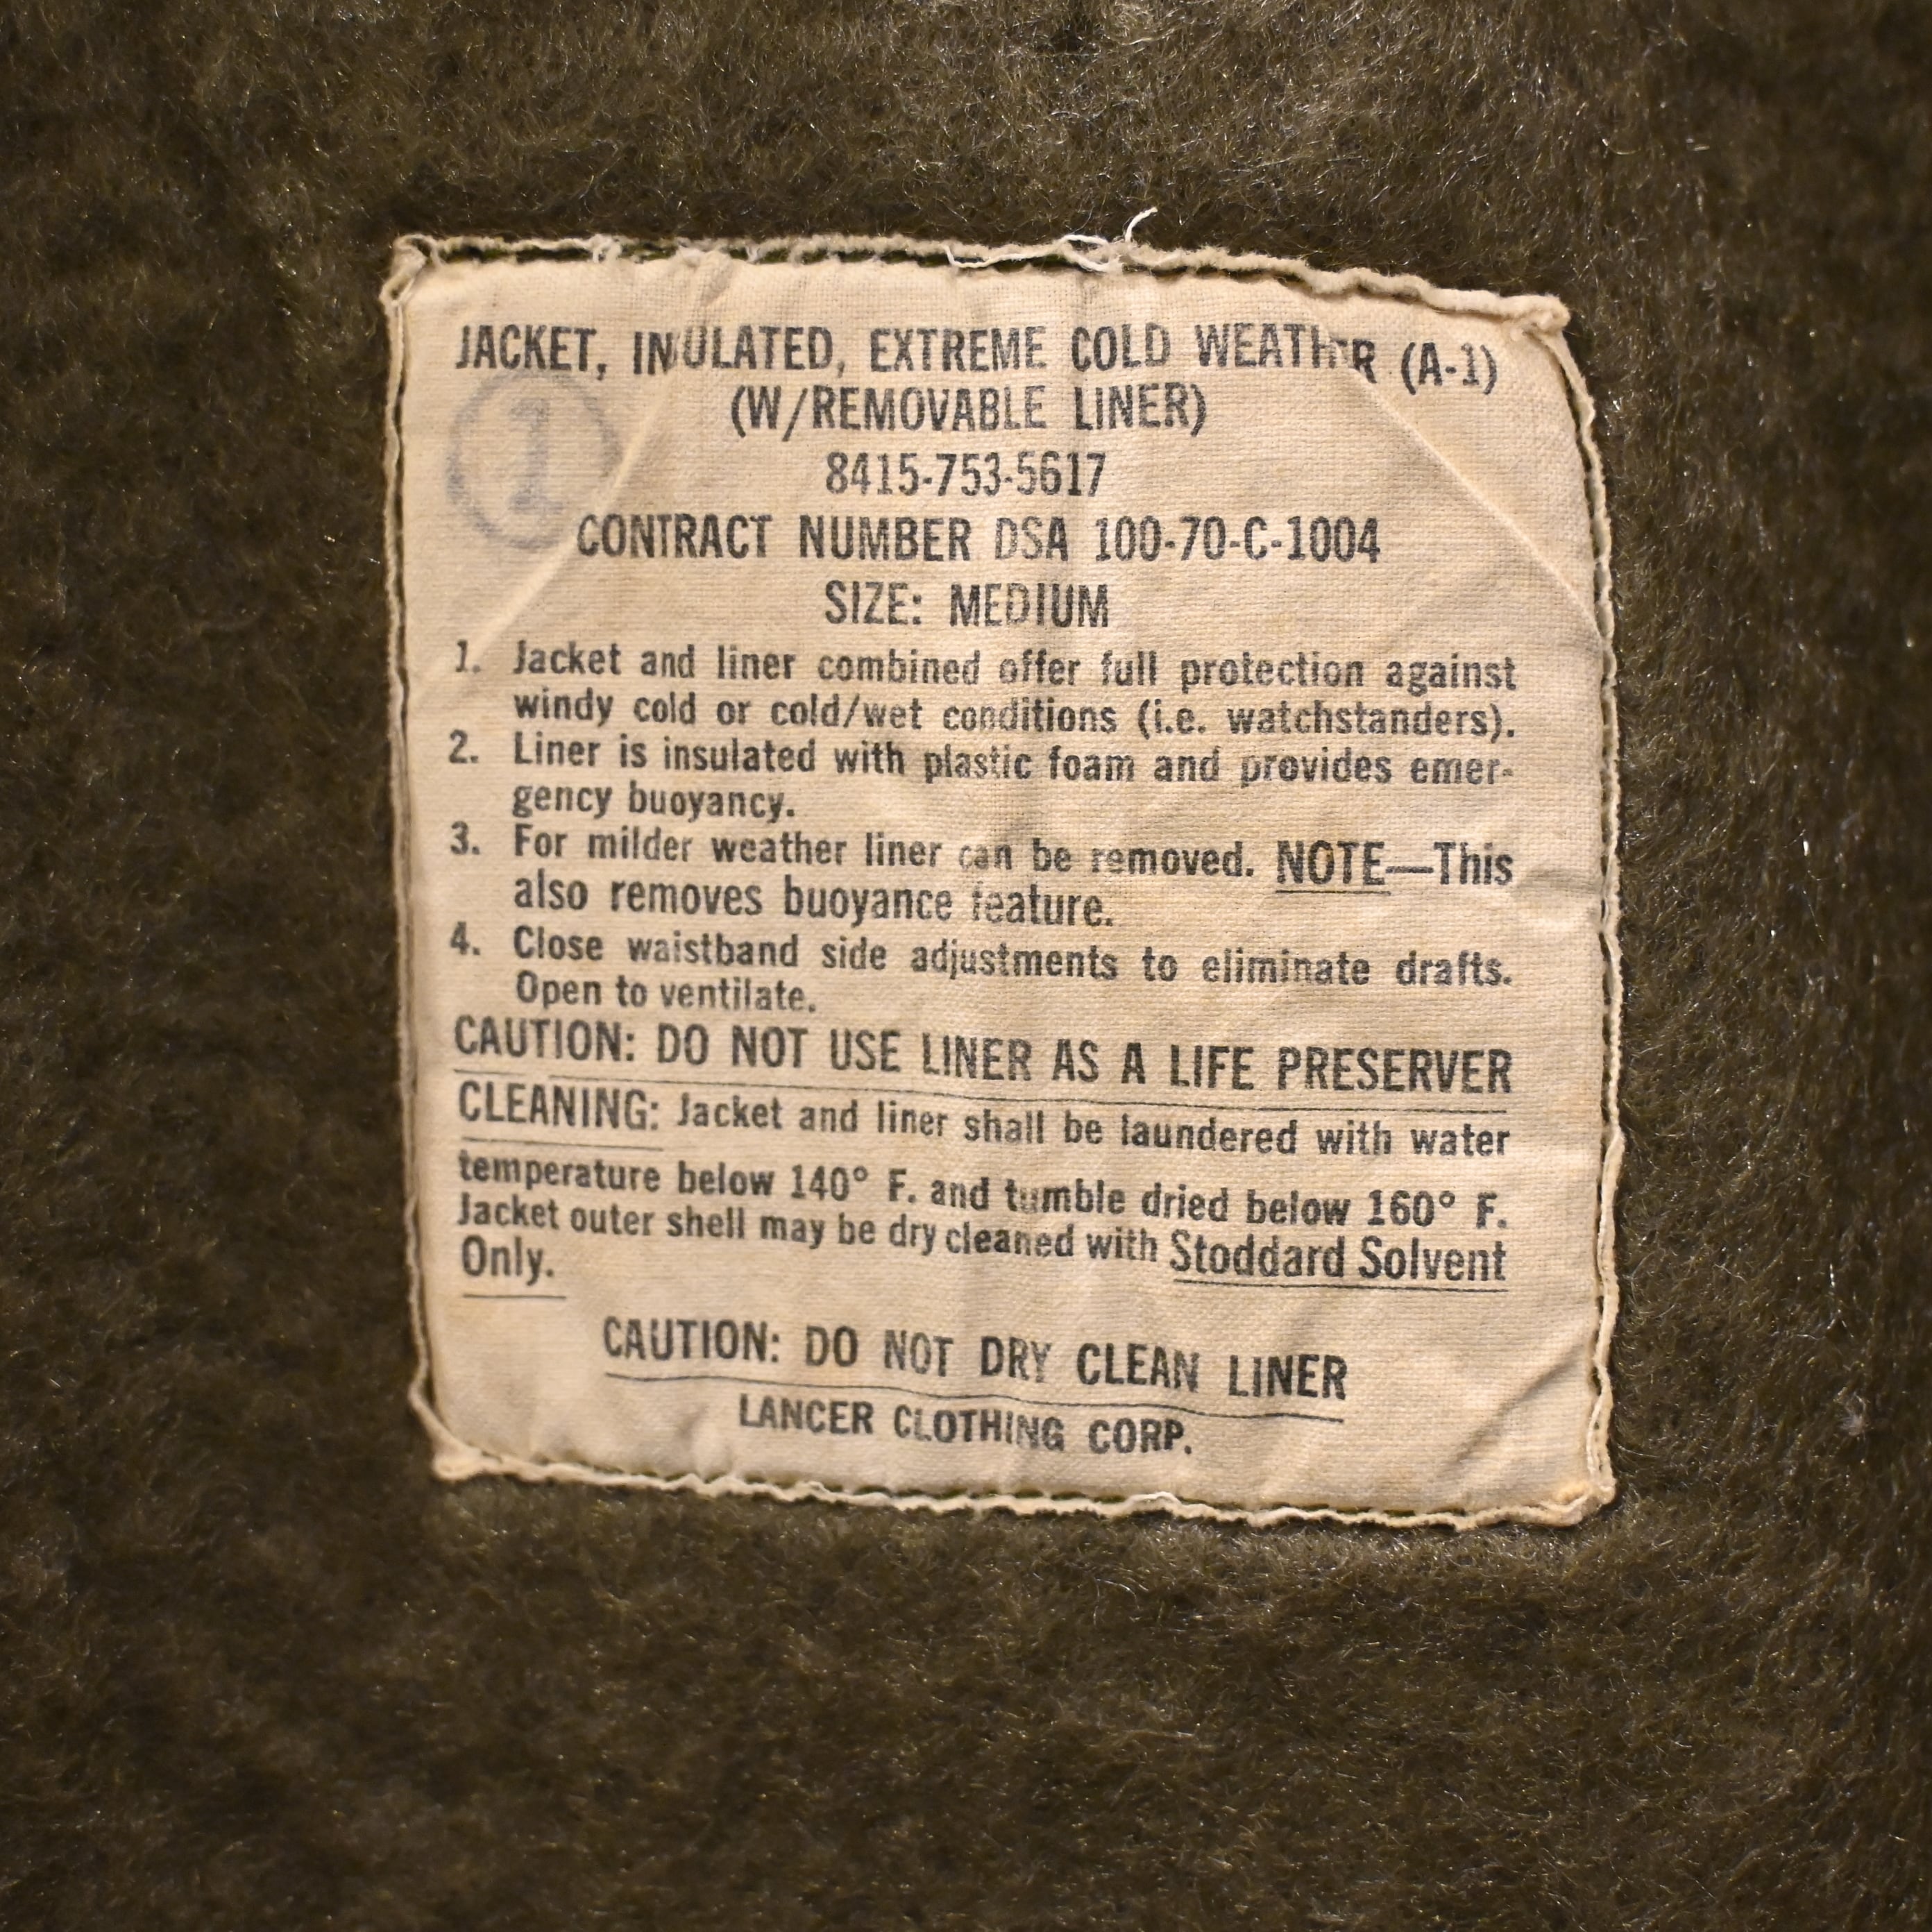 JACKET, INSULATED, EXTREME COLD WEATHER (A-1)
(W/REMOVABLE LINER)
1
8415-753-5617
CONTRACT NUMBER DSA 100-70-C-1004
SIZE: MEDIUM
1. Jacket and liner combined offer full protection against
windy cold or cold/wet conditions (i.e. watchstanders).
2. Liner is insulated with plastic foam and provides emer-
gency buoyancy.
3. For milder weather liner can be removed. NOTE—This
also removes buoyance feature.
4. Close waistband side adjustments to eliminate drafts.
Open to ventilate.
CAUTION: DO NOT USE LINER AS A LIFE PRESERVER
CLEANING: Jacket and liner shall be laundered with water
temperature below 140° F. and tumble dried below 160° F.
Jacket outer shell may be dry cleaned with Stoddard Solvent
Only.
CAUTION: DO NOT DRY CLEAN LINER
LANCER CLOTHING CORP.